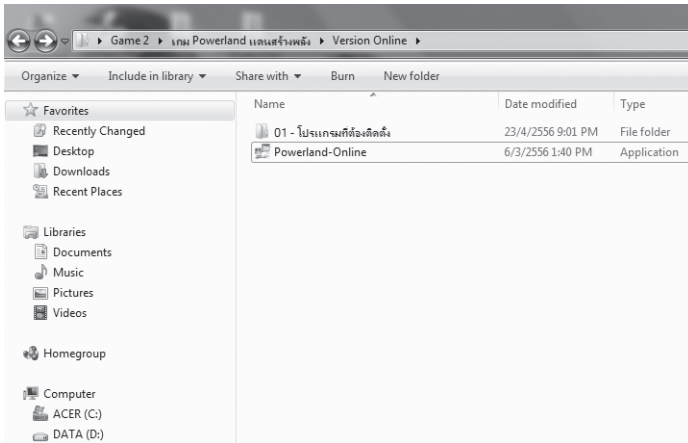 Game 2 ▸ เกม Powerland แดนสร้างพลัง ▸ Version Online ▸
Organize ▾ Include in library ▾ Share with ▾ Burn New folder
Favorites
Recently Changed
Desktop
Downloads
Recent Places
Libraries
Documents
Music
Pictures
Videos
Homegroup
Computer
ACER (C:)
DATA (D:)
Name Date modified Type
01 - โปรแกรมที่ต้องติดตั้ง 23/4/2556 9:01 PM File folder
Powerland-Online 6/3/2556 1:40 PM Application